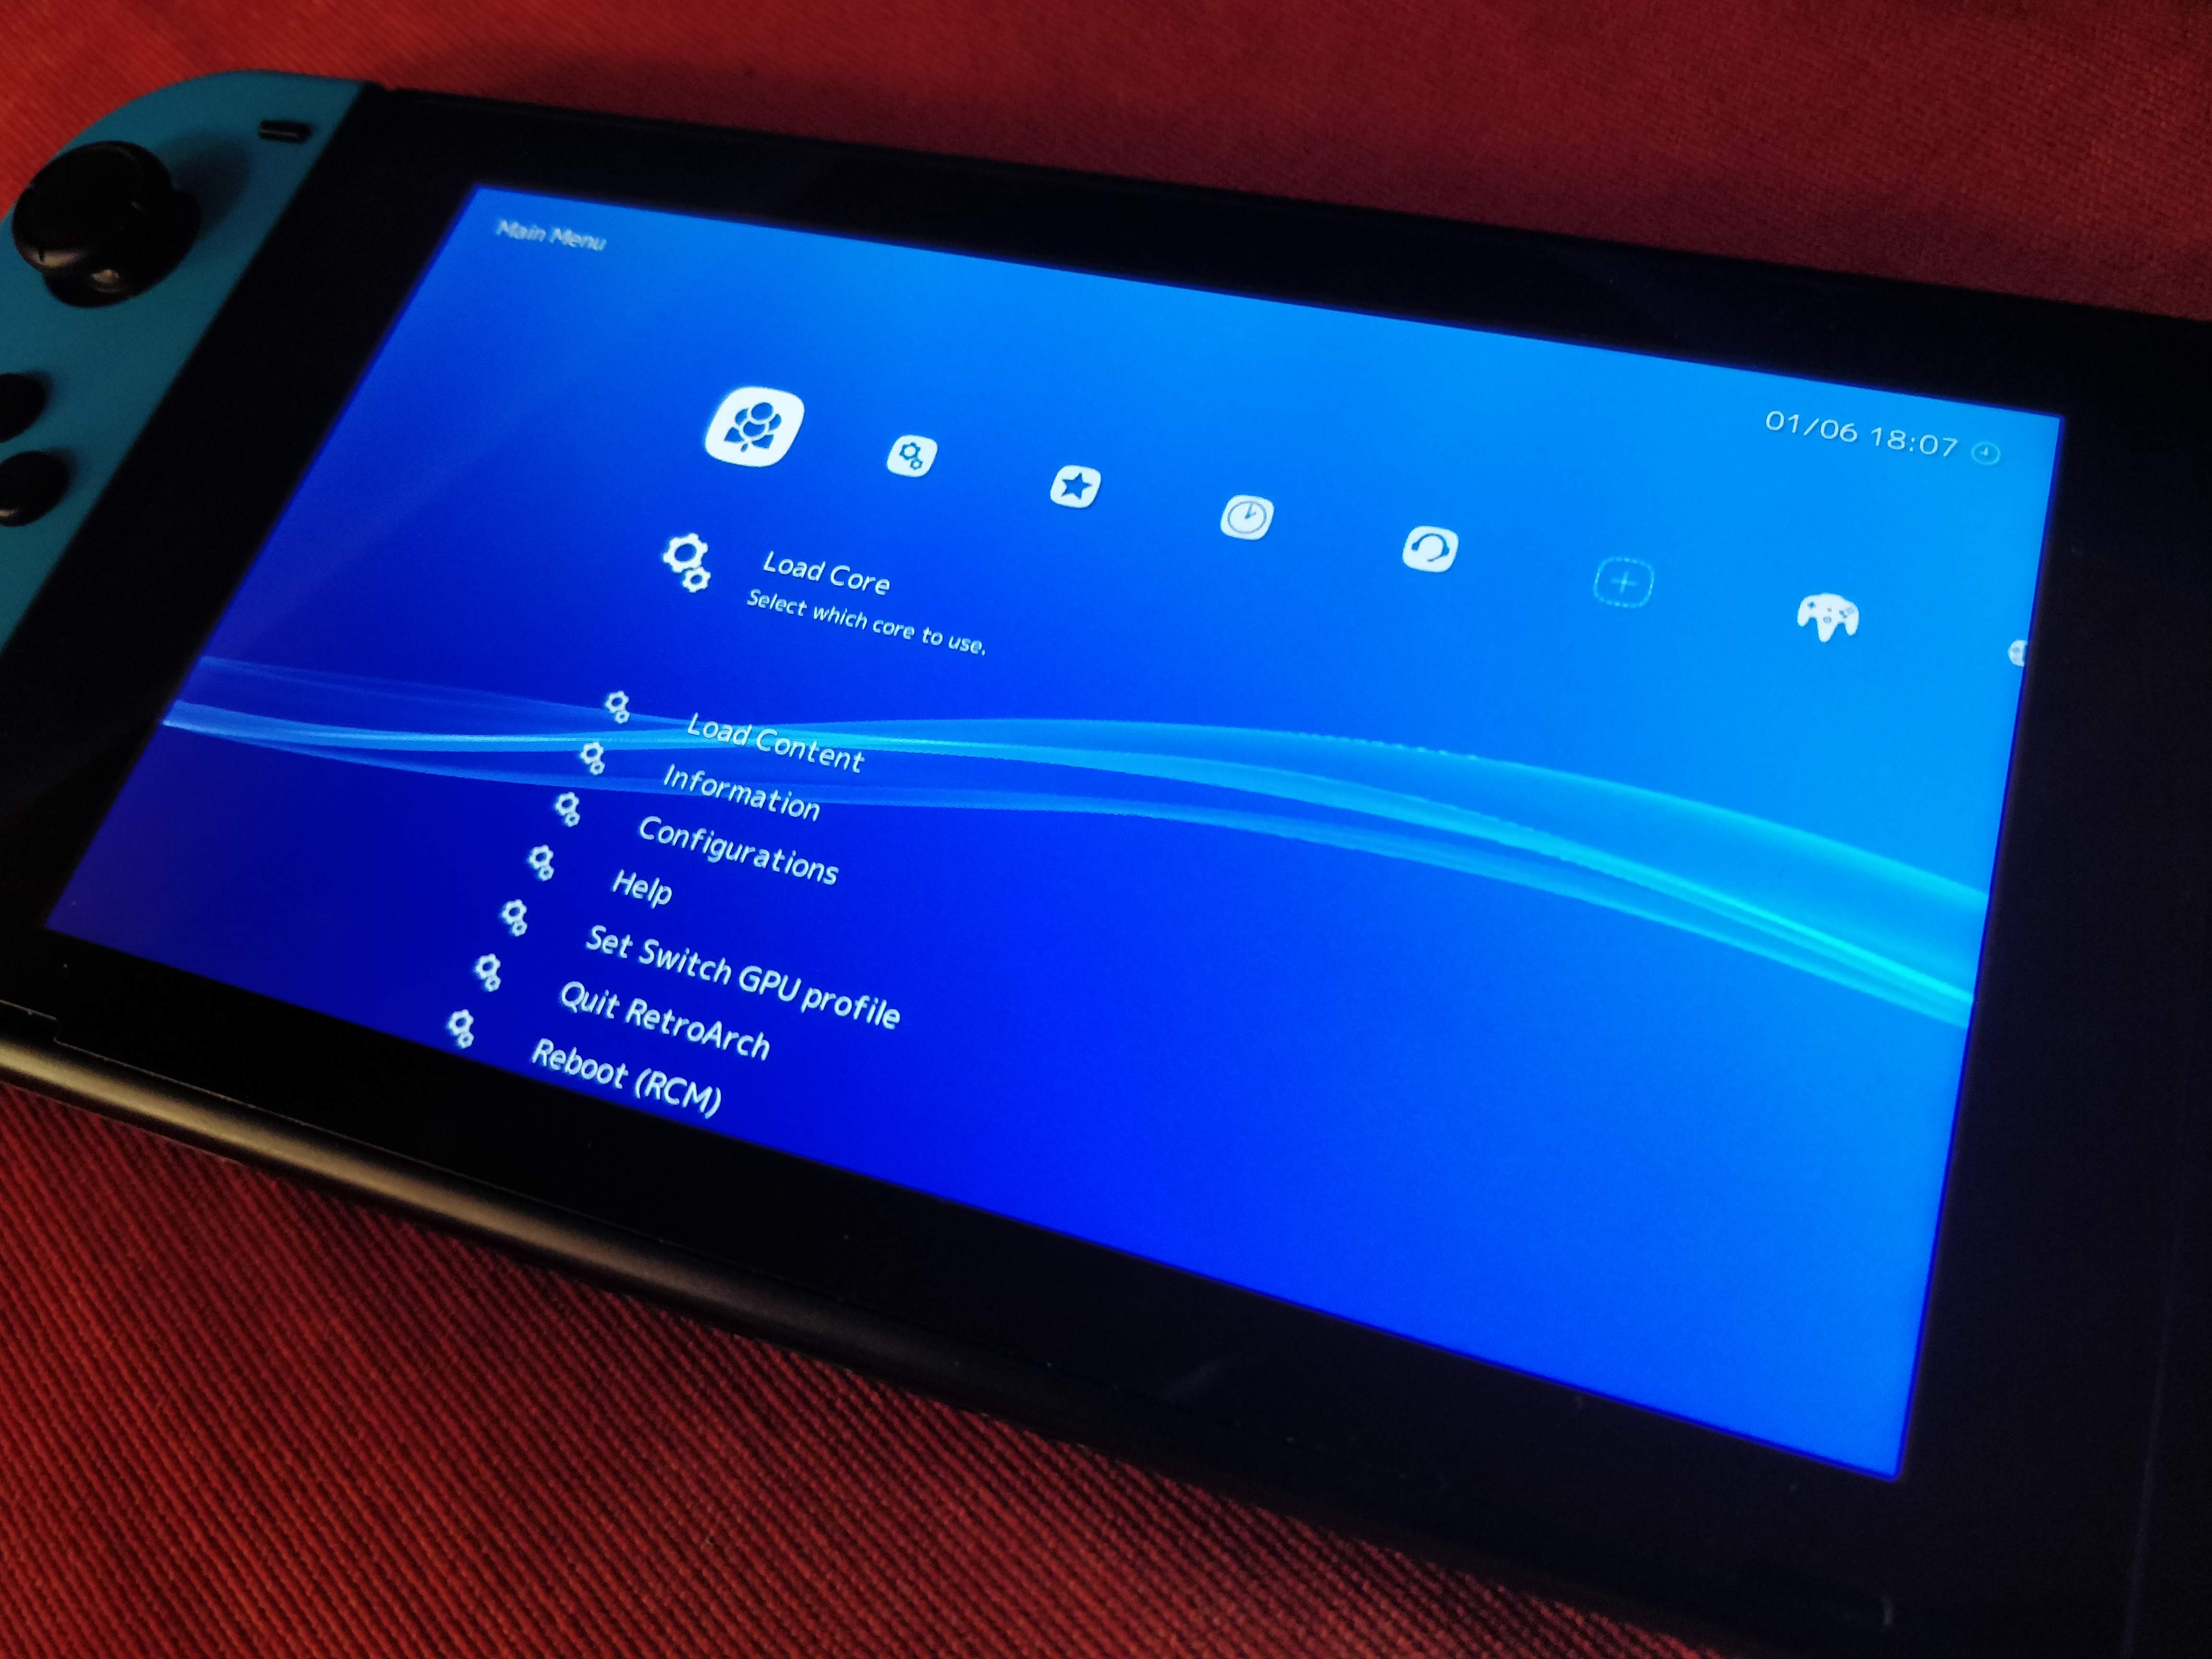 Main Menu
01/06 18:07
Load Core
Select which core to use.
Load Content
Information
Configurations
Help
Set Switch GPU profile
Quit RetroArch
Reboot (RCM)